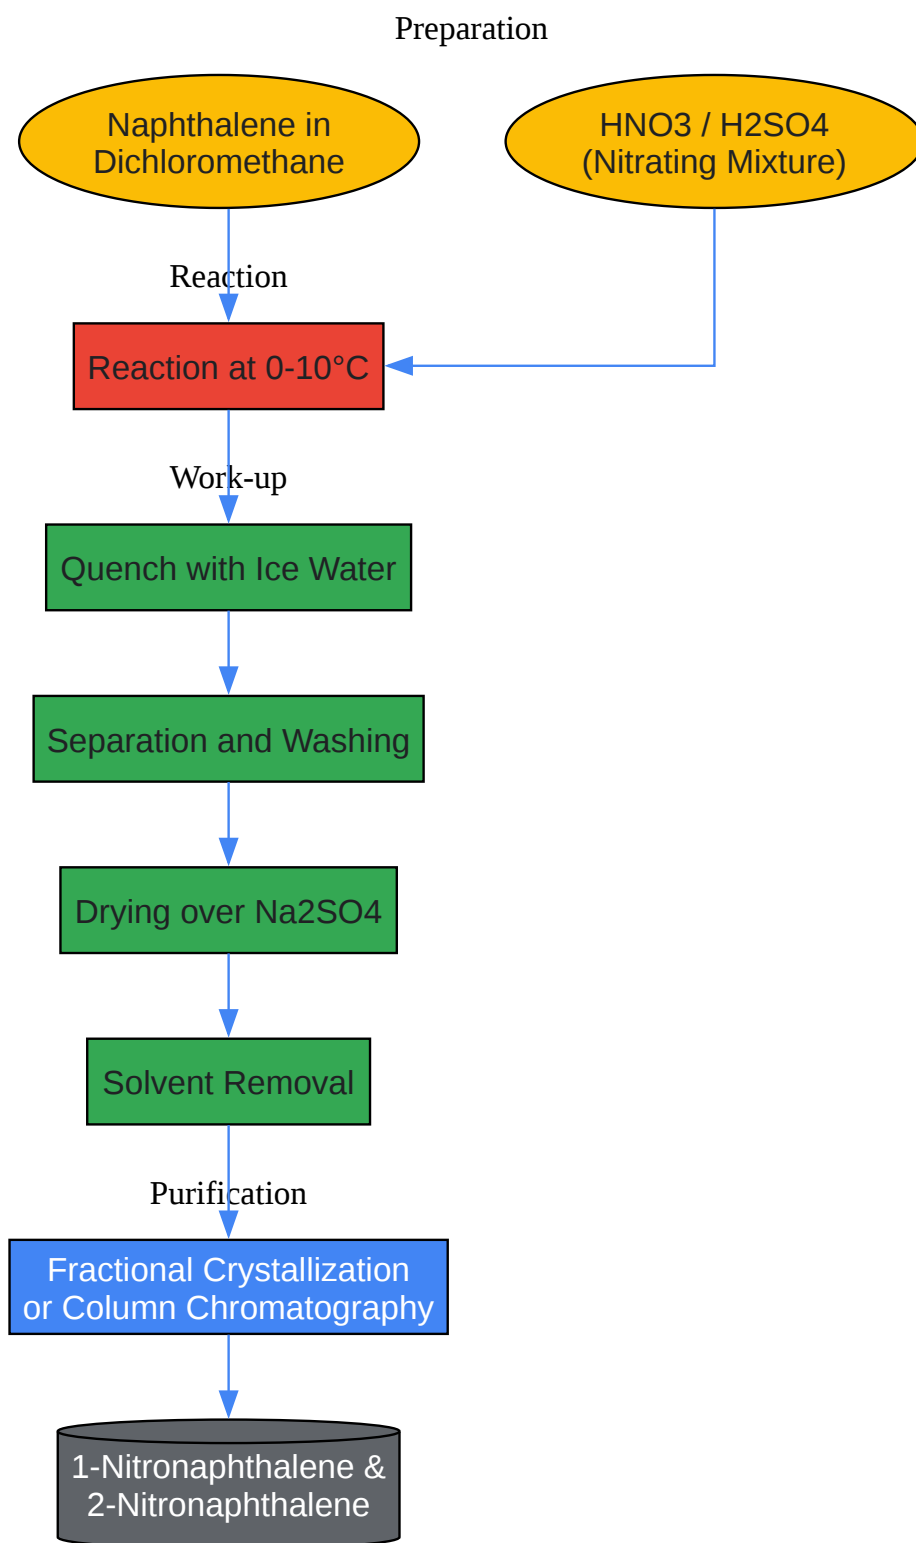 Preparation
Naphthalene in
Dichloromethane
HNO3 / H2SO4
(Nitrating Mixture)
Reaction
Reaction at 0-10°C
Work-up
Quench with Ice Water
Separation and Washing
Drying over Na2SO4
Solvent Removal
Purification
Fractional Crystallization
or Column Chromatography
1-Nitronaphthalene &
2-Nitronaphthalene